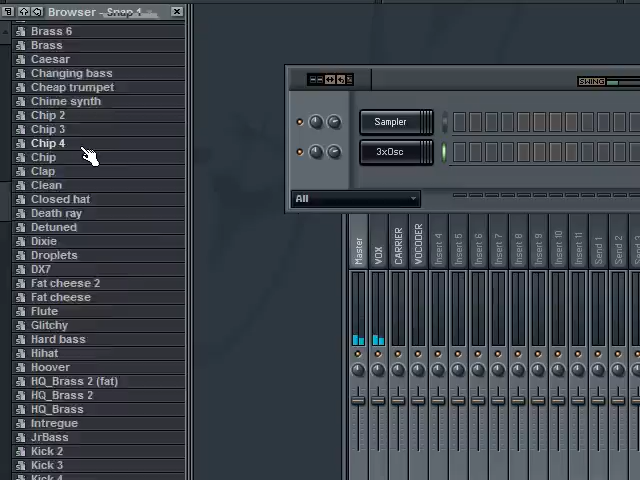 Browser - Snap 1
Brass 6
Brass
Caesar
Changing bass
Cheap trumpet
Chime synth
Chip 2
Chip 3
Chip 4
Chip
Clap
Clean
Closed hat
Death ray
Detuned
Dixie
Droplets
DX7
Fat cheese 2
Fat cheese
Flute
Glitchy
Hard bass
Hihat
Hoover
HQ_Brass 2 (fat)
HQ_Brass 2
HQ_Brass
Intregue
JrBass
Kick 2
Kick 3
Kick 4
SWING
Sampler
3xOsc
All
Master
VOX
CARRIER
VOCODER
Insert 4
Insert 5
Insert 6
Insert 7
Insert 8
Insert 9
Insert 10
Insert 11
Send 1
Send 2